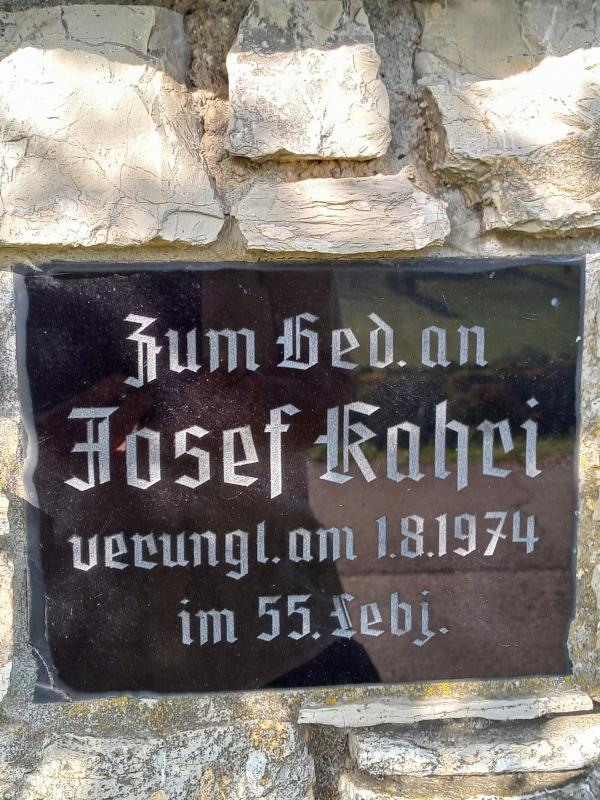 Zum Ged. an
Josef Kahri
verungl. am 1.8.1974
im 55. Lebj.